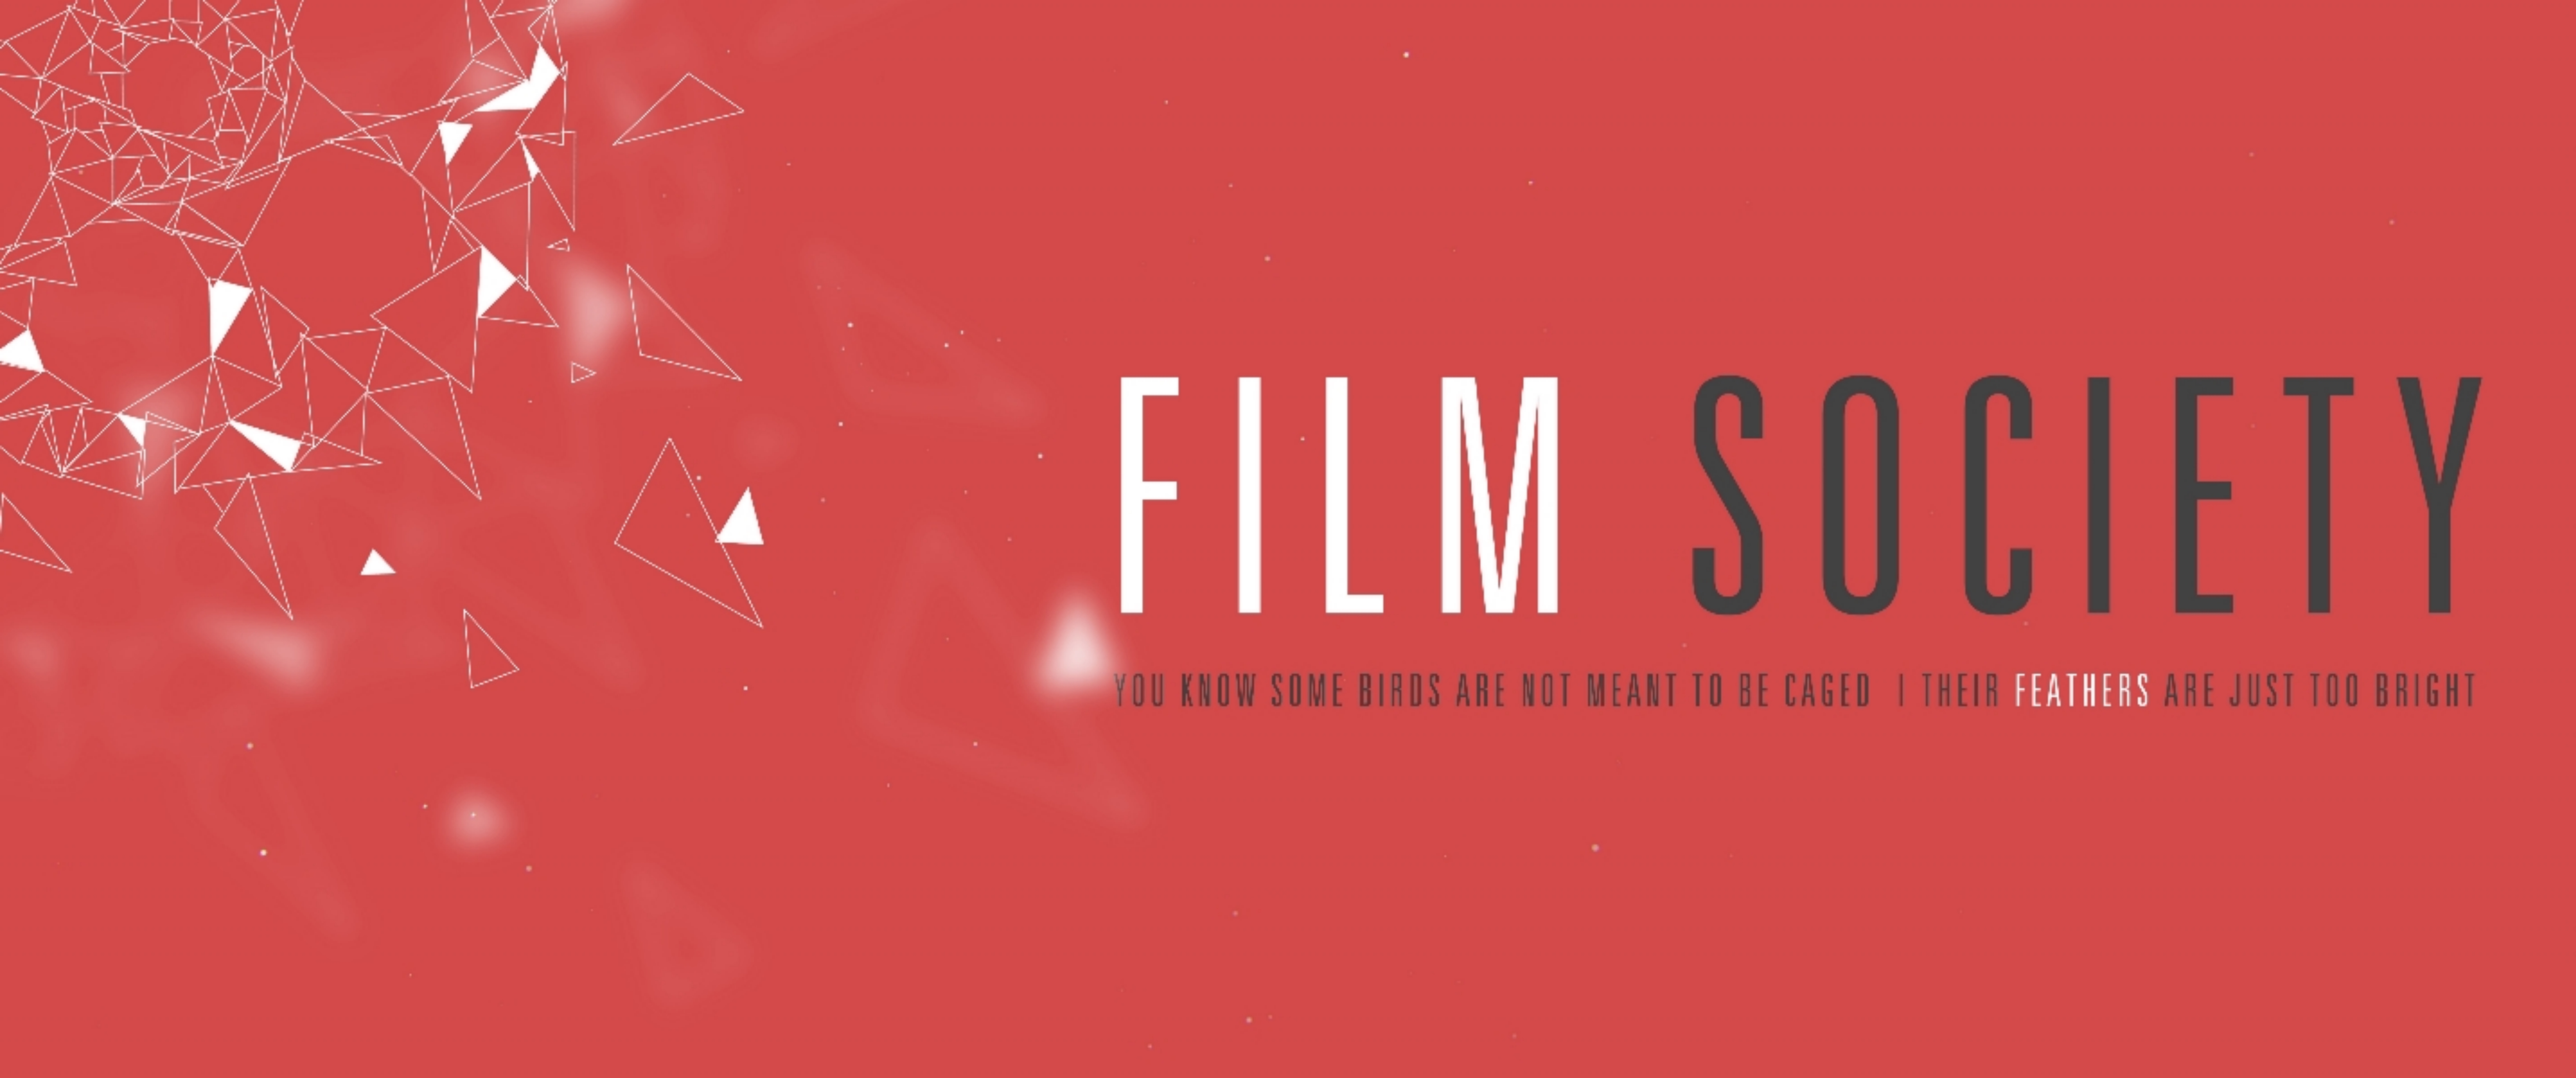 FILM SOCIETY
YOU KNOW SOME BIRDS ARE NOT MEANT TO BE CAGED | THEIR FEATHERS ARE JUST TOO BRIGHT